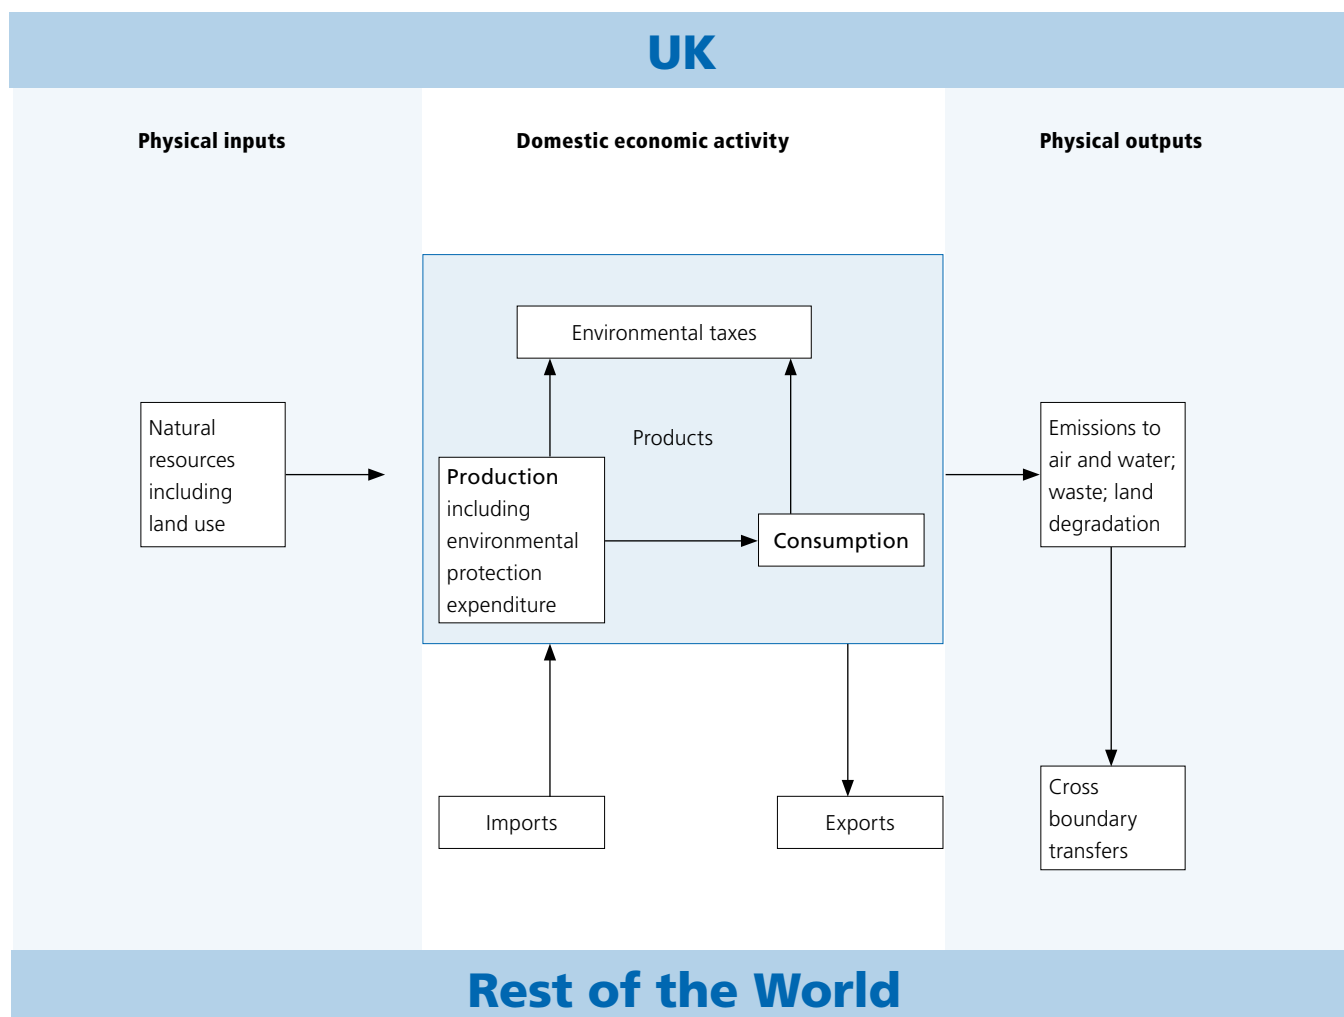 UK
Physical inputs
Domestic economic activity
Physical outputs
Environmental taxes
Natural
resources
including
land use
Products
Production
including
environmental
protection
expenditure
Consumption
Emissions to
air and water;
waste; land
degradation
Imports
Exports
Cross
boundary
transfers
Rest of the World